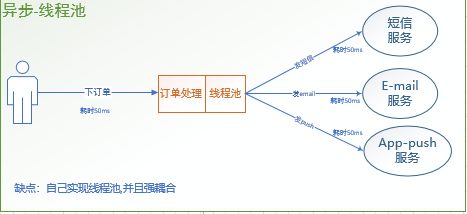 异步-线程池
短信
服务
发短信
耗时50ms
下订单
耗时50ms
订单处理
线程池
发email
耗时50ms
E-mail
服务
发push
耗时50ms
App-push
服务
缺点：自己实现线程池,并且强耦合